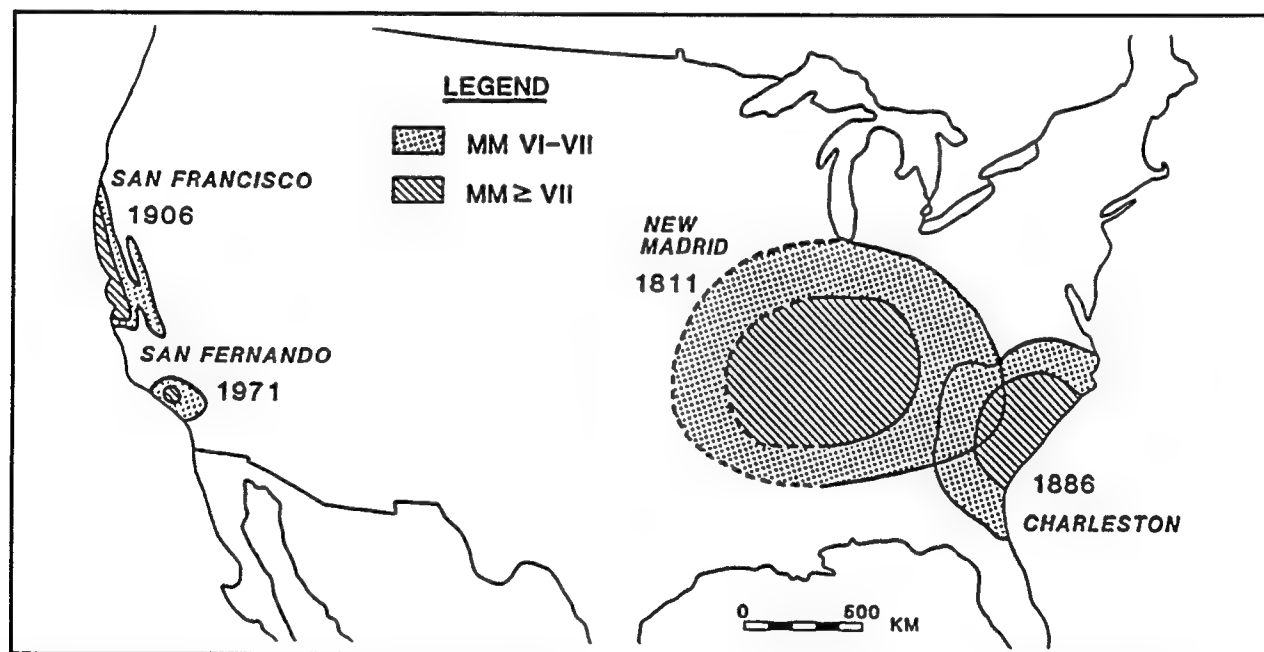 LEGEND
MM VI-VII
MM ≥ VII
SAN FRANCISCO
1906
SAN FERNANDO
1971
NEW
MADRID
1811
1886
CHARLESTON
0 500 KM